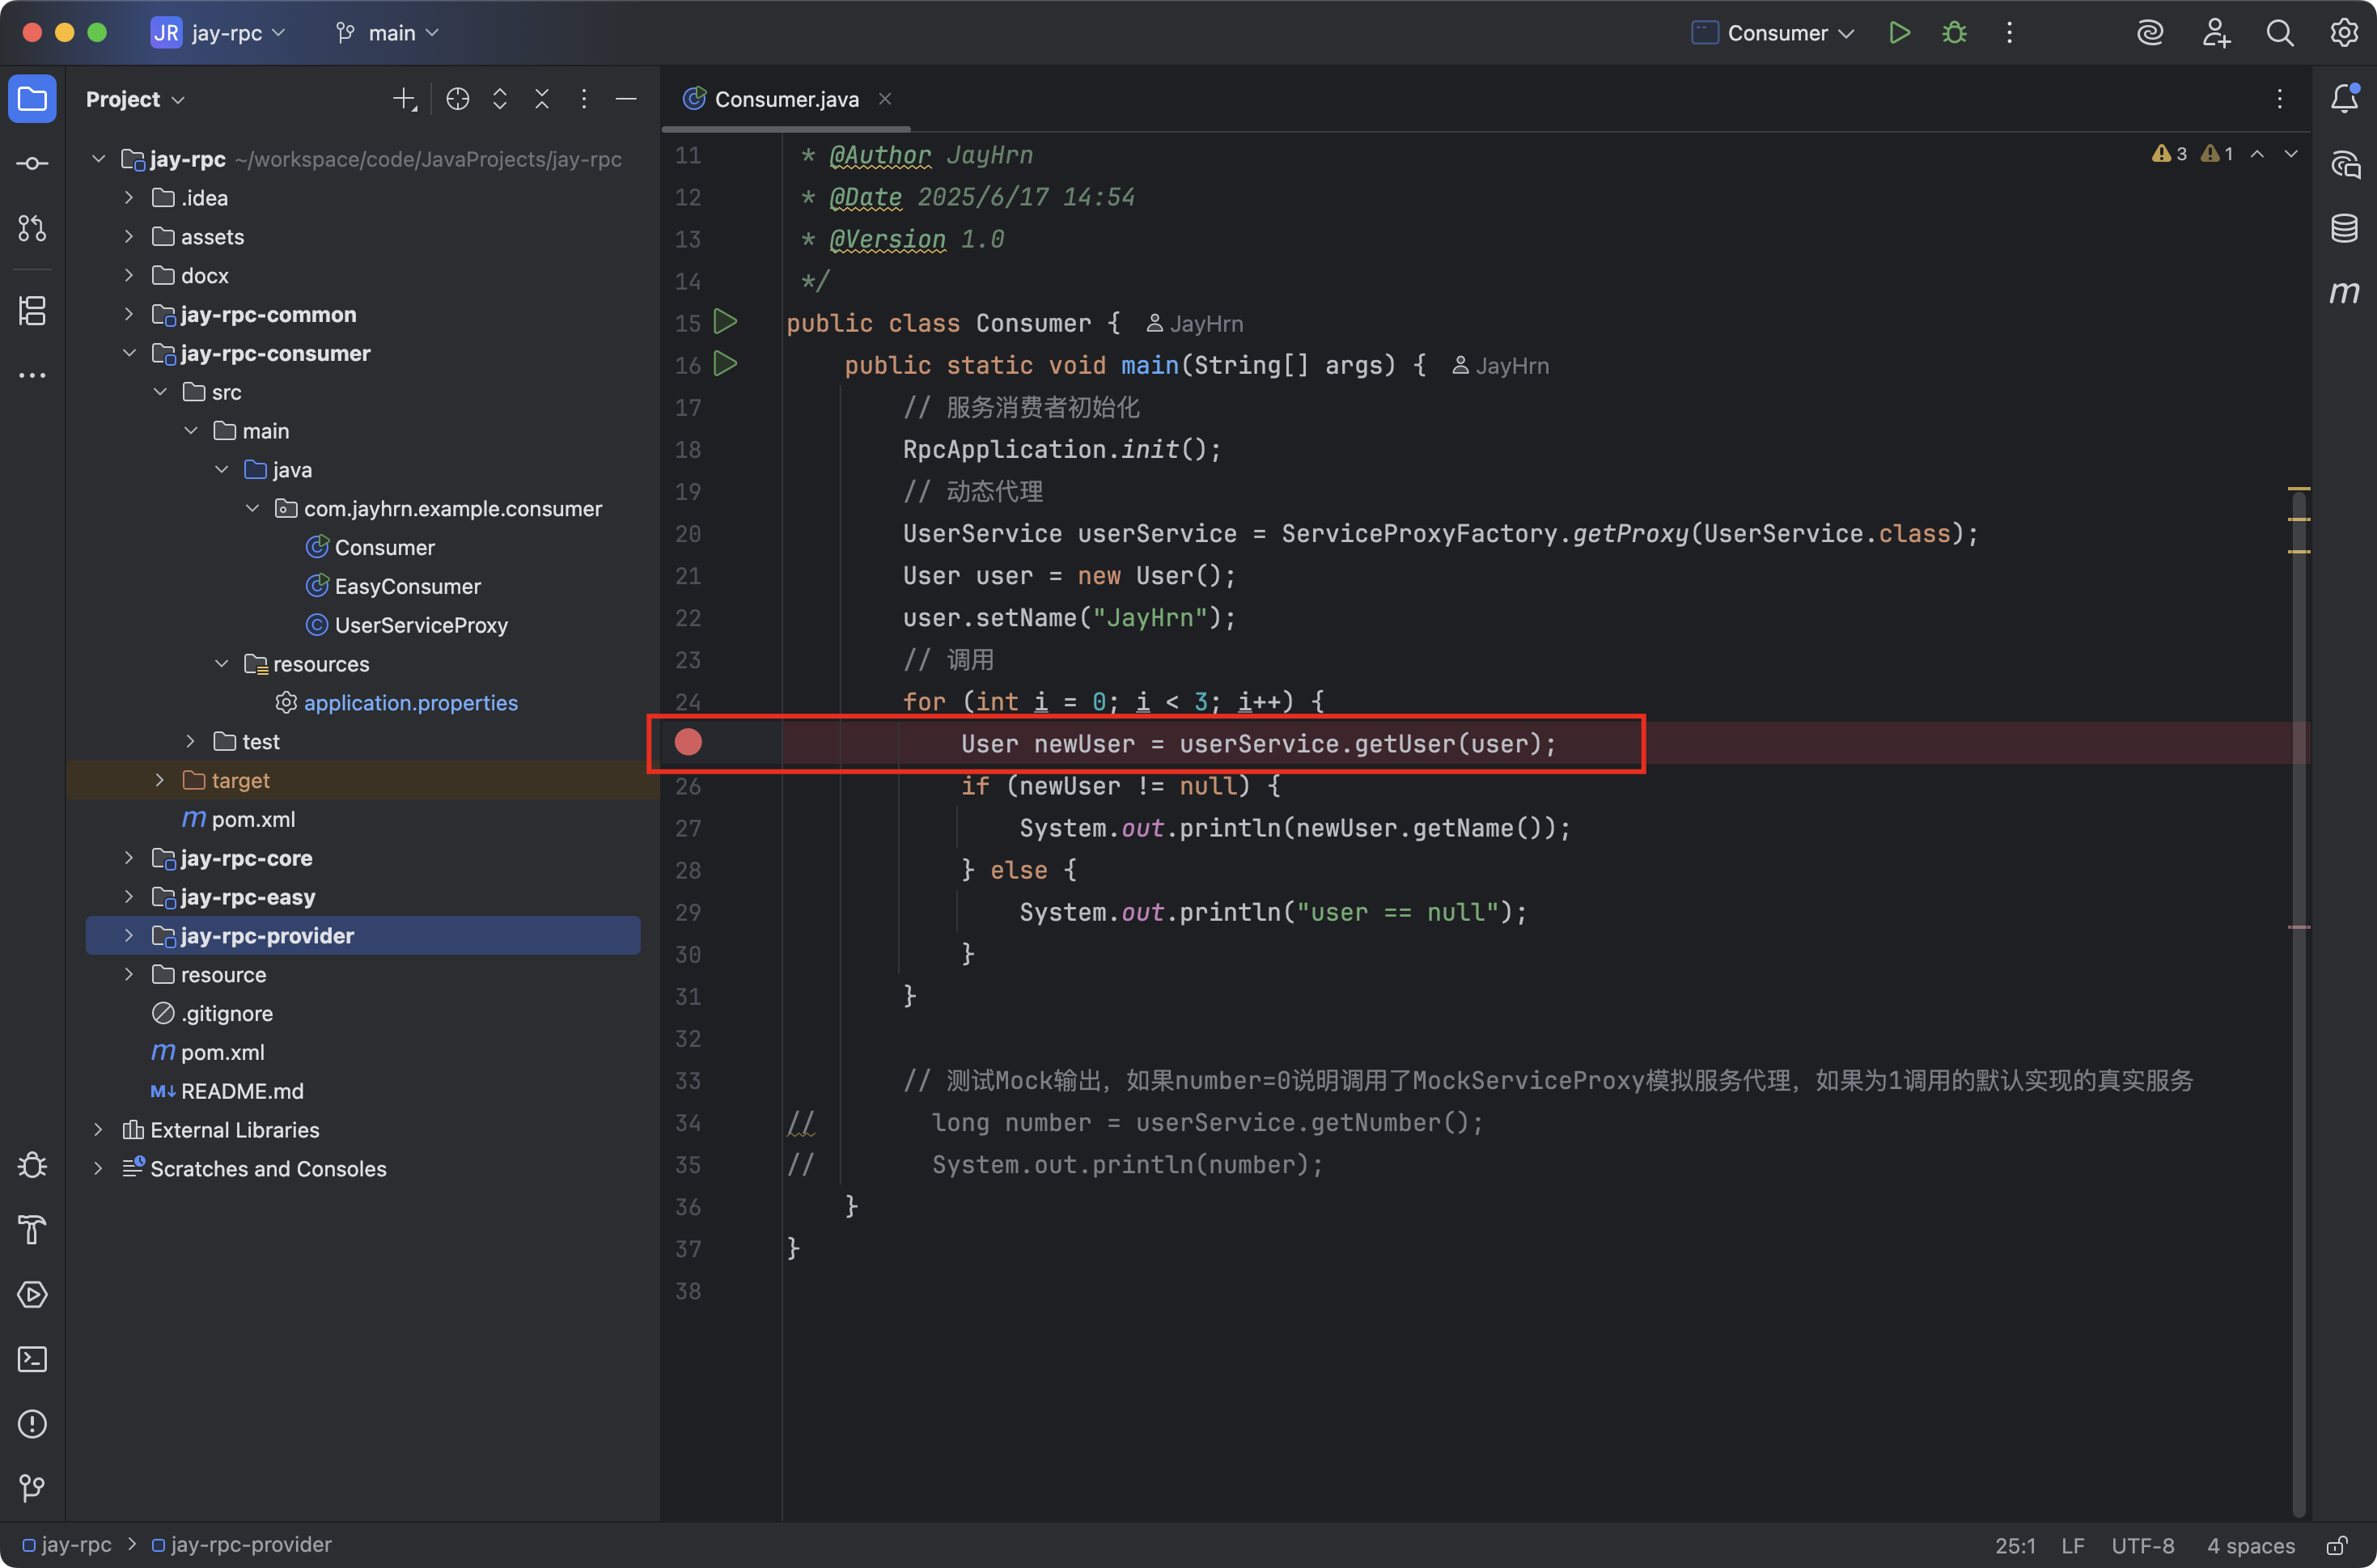 JR jay-rpc main Consumer
Project
Consumer.java
jay-rpc ~/workspace/code/JavaProjects/jay-rpc
.idea
assets
docx
jay-rpc-common
jay-rpc-consumer
src
main
java
com.jayhrn.example.consumer
Consumer
EasyConsumer
UserServiceProxy
resources
application.properties
test
target
m pom.xml
jay-rpc-core
jay-rpc-easy
jay-rpc-provider
resource
.gitignore
m pom.xml
M↓ README.md
External Libraries
Scratches and Consoles
3 1
11 * @Author JayHrn
12 * @Date 2025/6/17 14:54
13 * @Version 1.0
14 */
15 public class Consumer { JayHrn
16 public static void main(String[] args) { JayHrn
17 // 服务消费者初始化
18 RpcApplication.init();
19 // 动态代理
20 UserService userService = ServiceProxyFactory.getProxy(UserService.class);
21 User user = new User();
22 user.setName("JayHrn");
23 // 调用
24 for (int i = 0; i < 3; i++) {
User newUser = userService.getUser(user);
26 if (newUser != null) {
27 System.out.println(newUser.getName());
28 } else {
29 System.out.println("user == null");
30 }
31 }
32
33 // 测试Mock输出，如果number=0说明调用了MockServiceProxy模拟服务代理，如果为1调用的默认实现的真实服务
34 // long number = userService.getNumber();
35 // System.out.println(number);
36 }
37 }
38
m
jay-rpc > jay-rpc-provider
25:1 LF UTF-8 4 spaces